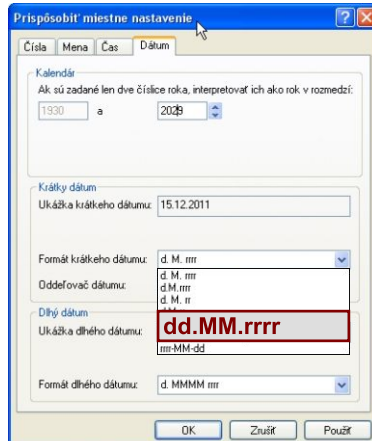 Prispôsobiť miestne nastavenie
Čísla Mena Čas Dátum
Kalendár
Ak sú zadané len dve číslice roka, interpretovať ich ako rok v rozmedzí:
1930 a 2029
Krátky dátum
Ukážka krátkeho dátumu: 15.12.2011
Formát krátkeho dátumu: d. M. rrrr
d. M. rrrr
Oddeľovač dátumu: d.M.rrrr
d. M. rr
Dlhý dátum
Ukážka dlhého dátumu: dd.MM.rrrr
rrrr-MM-dd
Formát dlhého dátumu: d. MMMM rrrr
OK Zrušiť Použiť